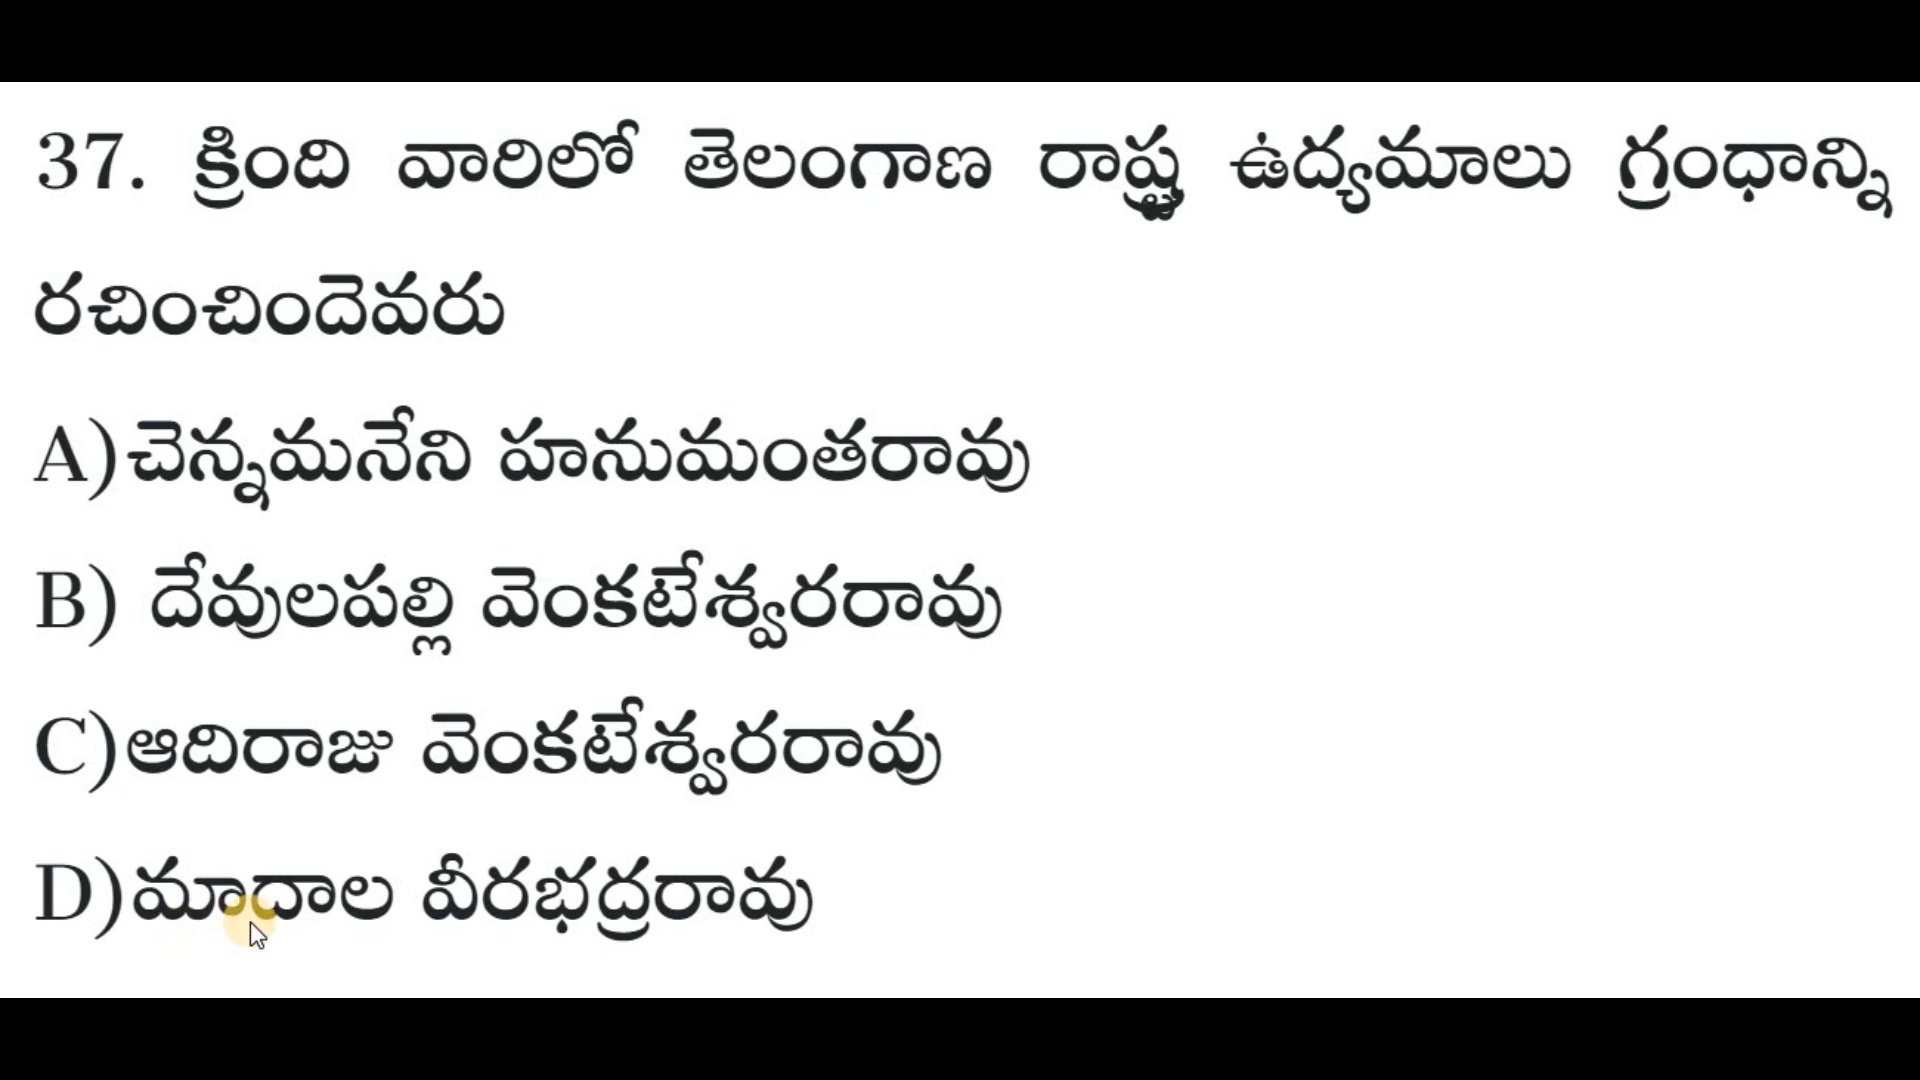 37. క్రింది వారిలో తెలంగాణ రాష్ట్ర ఉద్యమాలు గ్రంధాన్ని
రచించిందెవరు
A)చెన్నమనేని హనుమంతరావు
B) దేవులపల్లి వెంకటేశ్వరరావు
C)ఆదిరాజు వెంకటేశ్వరరావు
D)మాదాల వీరభద్రరావు